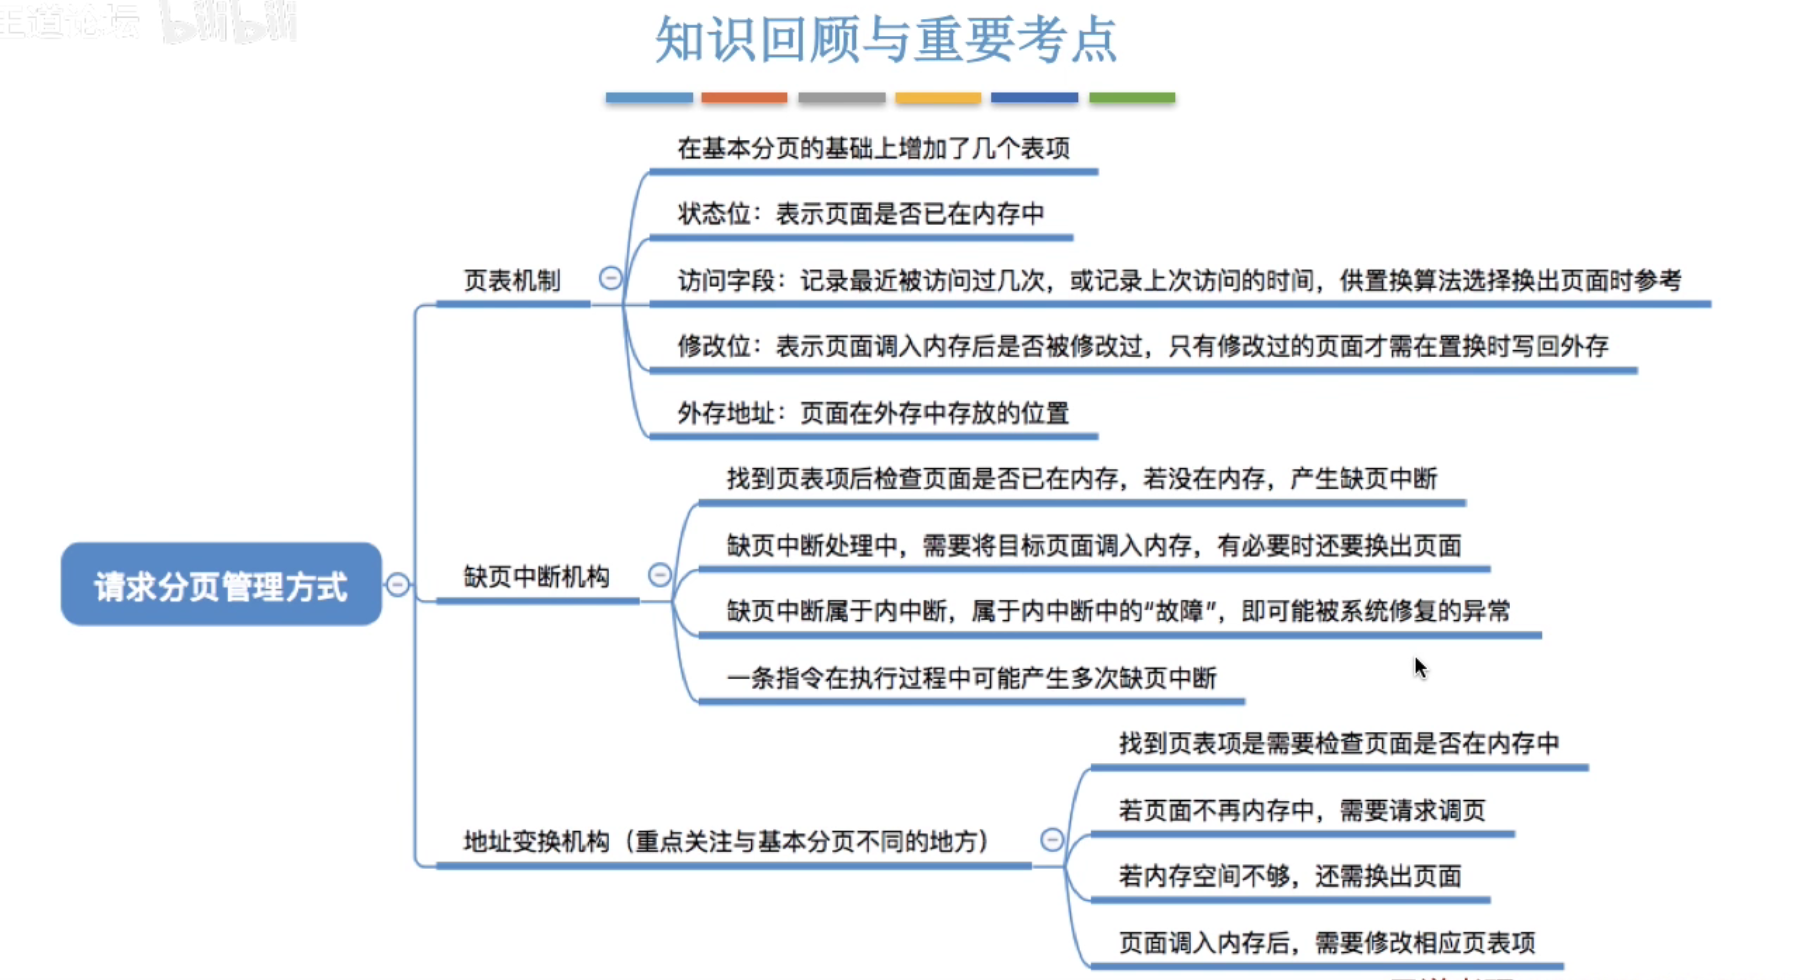 王道论坛 bilibili
知识回顾与重要考点
在基本分页的基础上增加了几个表项
状态位：表示页面是否已在内存中
页表机制
访问字段：记录最近被访问过几次，或记录上次访问的时间，供置换算法选择换出页面时参考
修改位：表示页面调入内存后是否被修改过，只有修改过的页面才需在置换时写回外存
外存地址：页面在外存中存放的位置
找到页表项后检查页面是否已在内存，若没在内存，产生缺页中断
缺页中断处理中，需要将目标页面调入内存，有必要时还要换出页面
请求分页管理方式
缺页中断机构
缺页中断属于内中断，属于内中断中的“故障”，即可能被系统修复的异常
一条指令在执行过程中可能产生多次缺页中断
找到页表项是需要检查页面是否在内存中
若页面不再内存中，需要请求调页
地址变换机构（重点关注与基本分页不同的地方）
若内存空间不够，还需换出页面
页面调入内存后，需要修改相应页表项